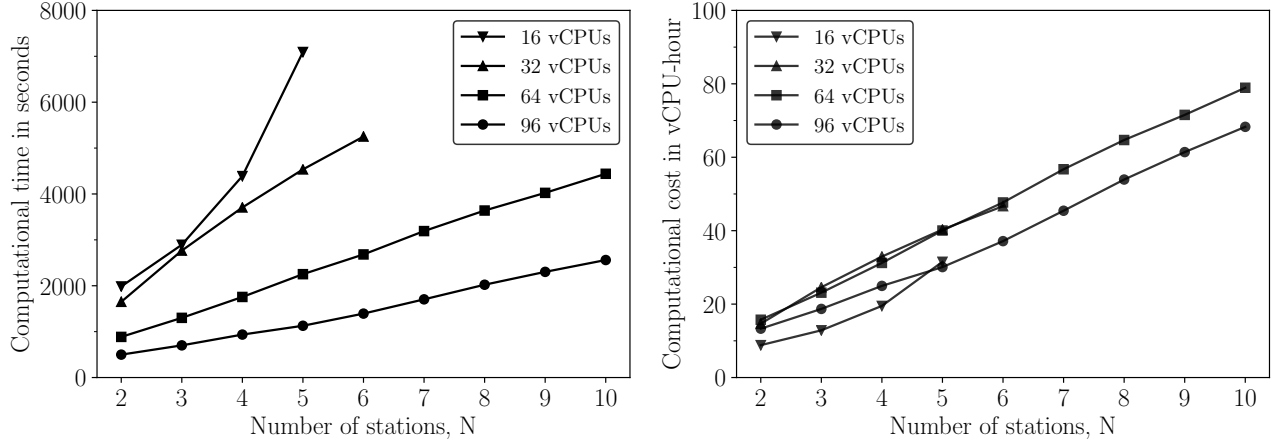 Computational time in seconds
8000
6000
4000
2000
0
16 vCPUs
32 vCPUs
64 vCPUs
96 vCPUs
2 3 4 5 6 7 8 9 10
Number of stations, N
Computational cost in vCPU-hour
100
80
60
40
20
0
16 vCPUs
32 vCPUs
64 vCPUs
96 vCPUs
2 3 4 5 6 7 8 9 10
Number of stations, N